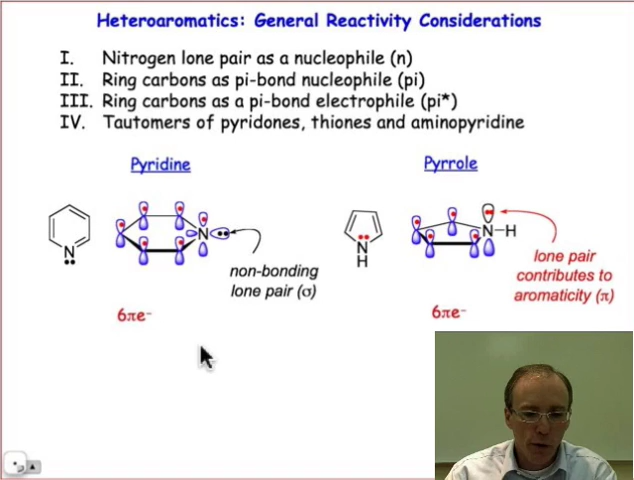 Heteroaromatics: General Reactivity Considerations
I. Nitrogen lone pair as a nucleophile (n)
II. Ring carbons as pi-bond nucleophile (pi)
III. Ring carbons as a pi-bond electrophile (pi*)
IV. Tautomers of pyridones, thiones and aminopyridine
Pyridine
Pyrrole
N
N
non-bonding
lone pair (σ)
6πe⁻
N
H
N-H
lone pair
contributes to
aromaticity (π)
6πe⁻